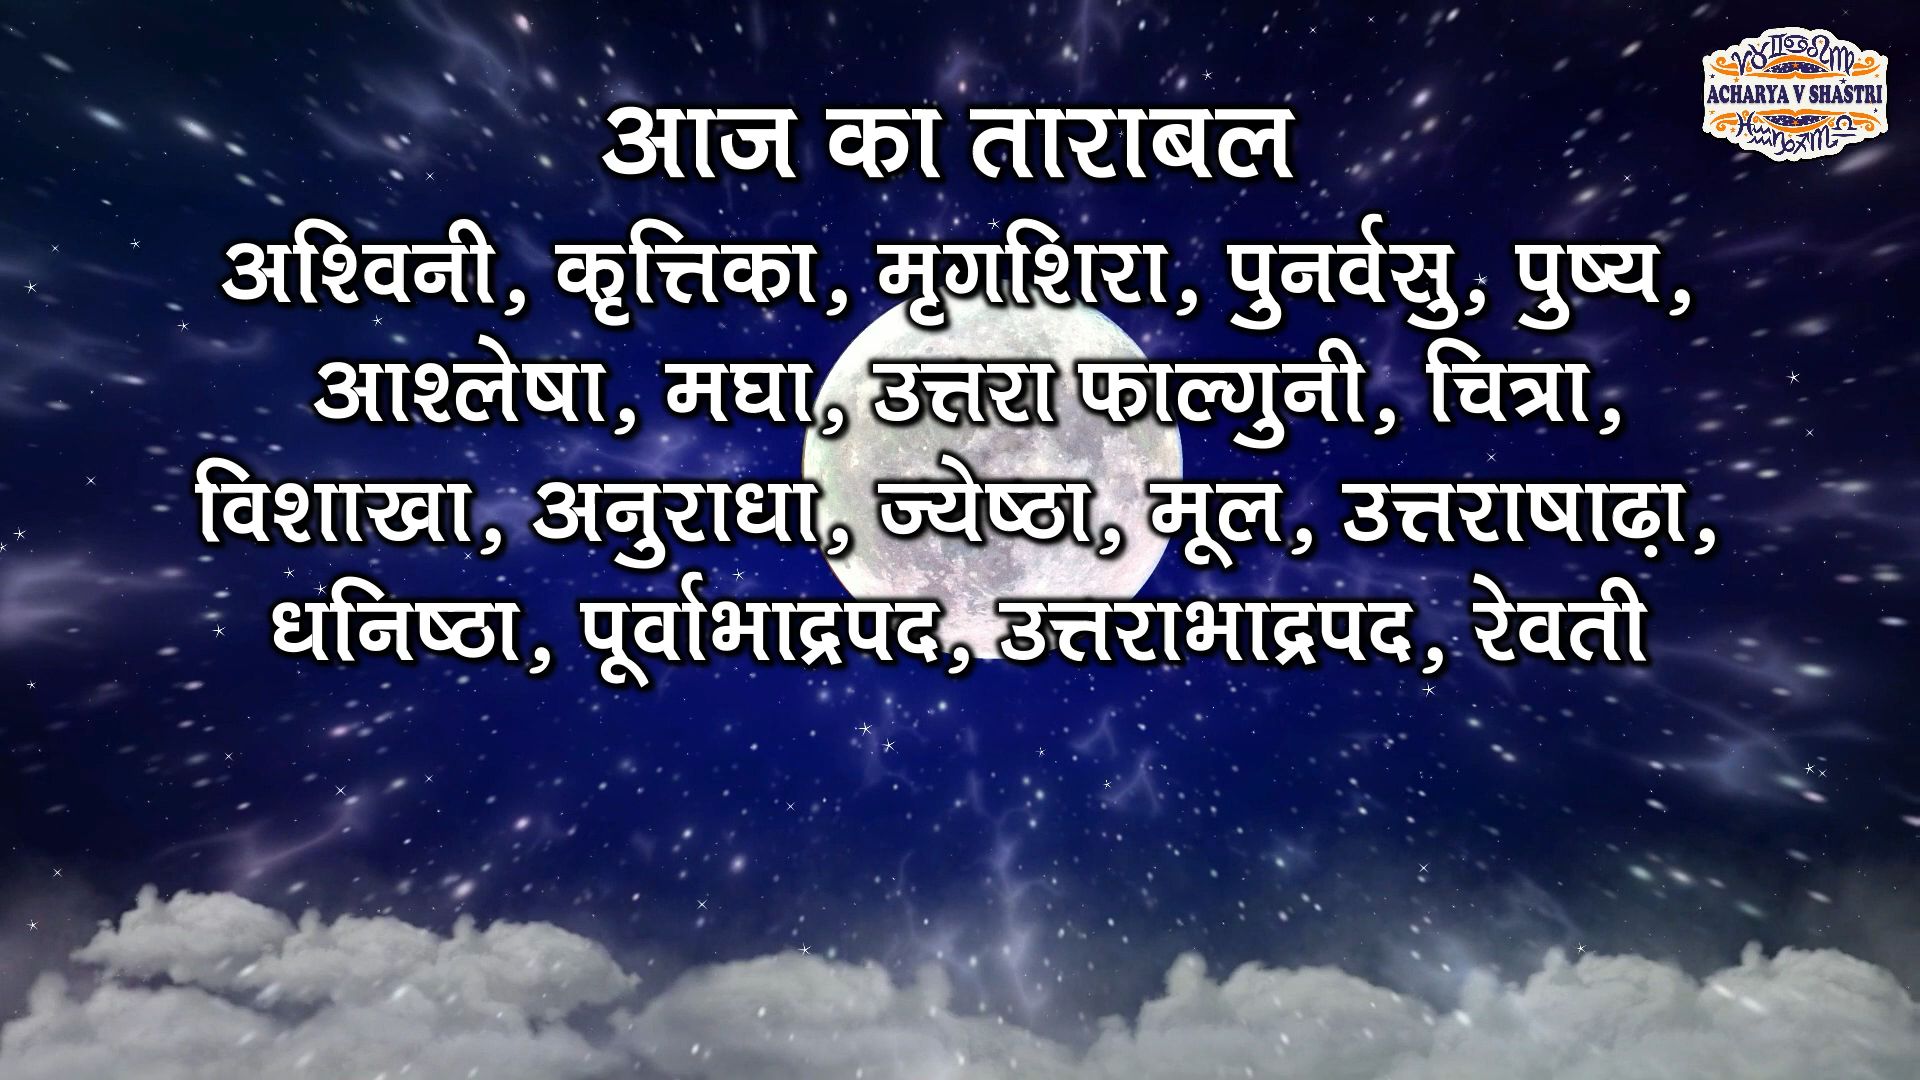 आज का ताराबल
ACHARYA V SHASTRI
अश्विनी, कृत्तिका, मृगशिरा, पुनर्वसु, पुष्य,
आश्लेषा, मघा, उत्तरा फाल्गुनी, चित्रा,
विशाखा, अनुराधा, ज्येष्ठा, मूल, उत्तराषाढ़ा,
धनिष्ठा, पूर्वाभाद्रपद, उत्तराभाद्रपद, रेवती